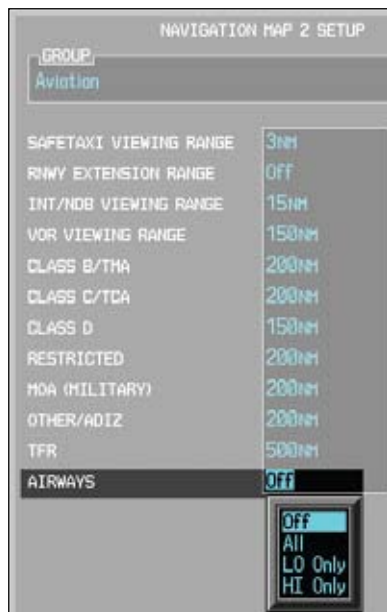 NAVIGATION MAP 2 SETUP
GROUP
Aviation
SAFETAXI VIEWING RANGE 3NM
RNWY EXTENSION RANGE Off
INT/NDB VIEWING RANGE 15NM
VOR VIEWING RANGE 150NM
CLASS B/TMA 200NM
CLASS C/TCA 200NM
CLASS D 150NM
RESTRICTED 200NM
MOA (MILITARY) 200NM
OTHER/ADIZ 200NM
TFR 500NM
AIRWAYS Off
Off
All
LO Only
HI Only